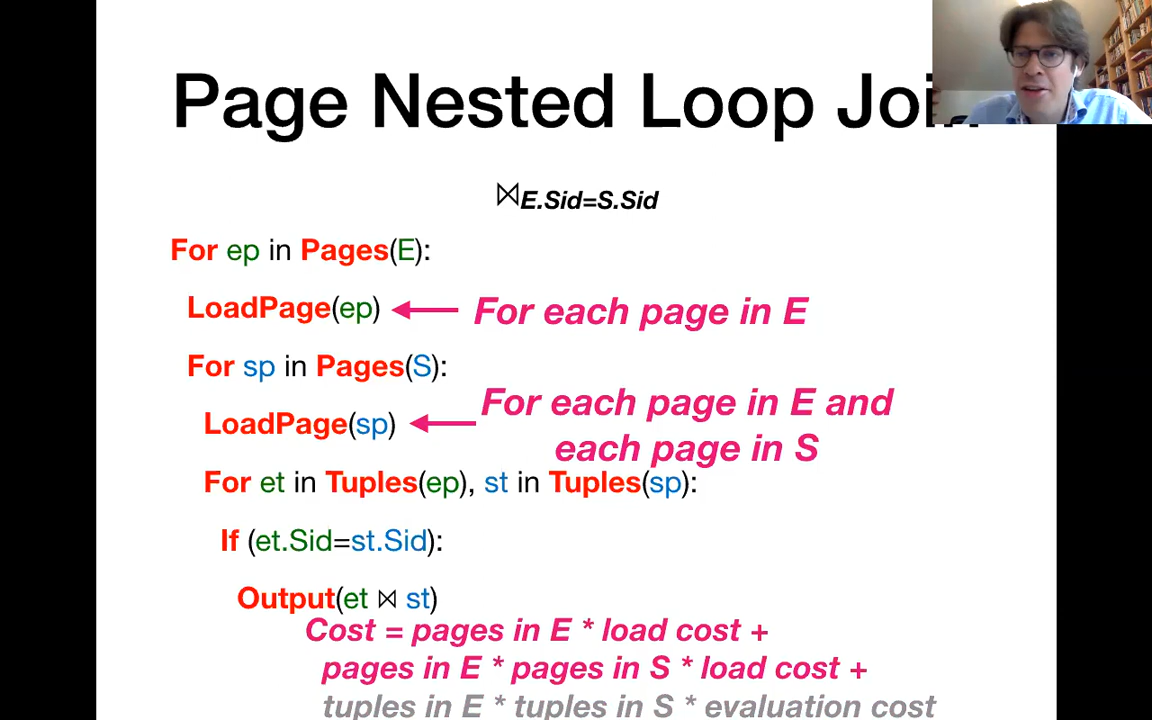 Page Nested Loop Join
⋈E.Sid=S.Sid
For ep in Pages(E):
LoadPage(ep)
For each page in E
For sp in Pages(S):
LoadPage(sp)
For each page in E and
each page in S
For et in Tuples(ep), st in Tuples(sp):
If (et.Sid=st.Sid):
Output(et ⋈ st)
Cost = pages in E * load cost +
pages in E * pages in S * load cost +
tuples in E * tuples in S * evaluation cost